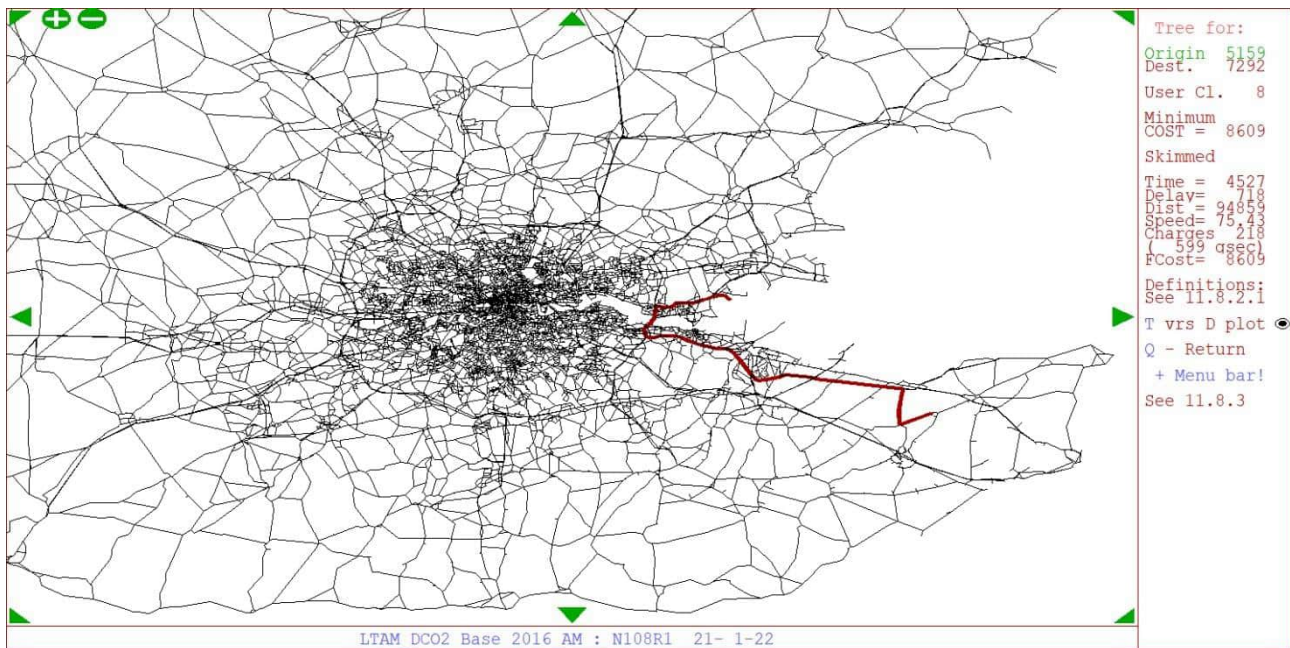 Tree for:
Origin 5159
Dest. 7292
User Cl. 8
Minimum
COST = 8609
Skimmed
Time = 4527
Delay= 718
Dist = 94859
Speed= 75.43
Charges 218
( 599 qsec)
FCost= 8609
Definitions:
See 11.8.2.1
T vrs D plot
Q - Return
+ Menu bar!
See 11.8.3
LTAM DCO2 Base 2016 AM : N108R1 21- 1-22